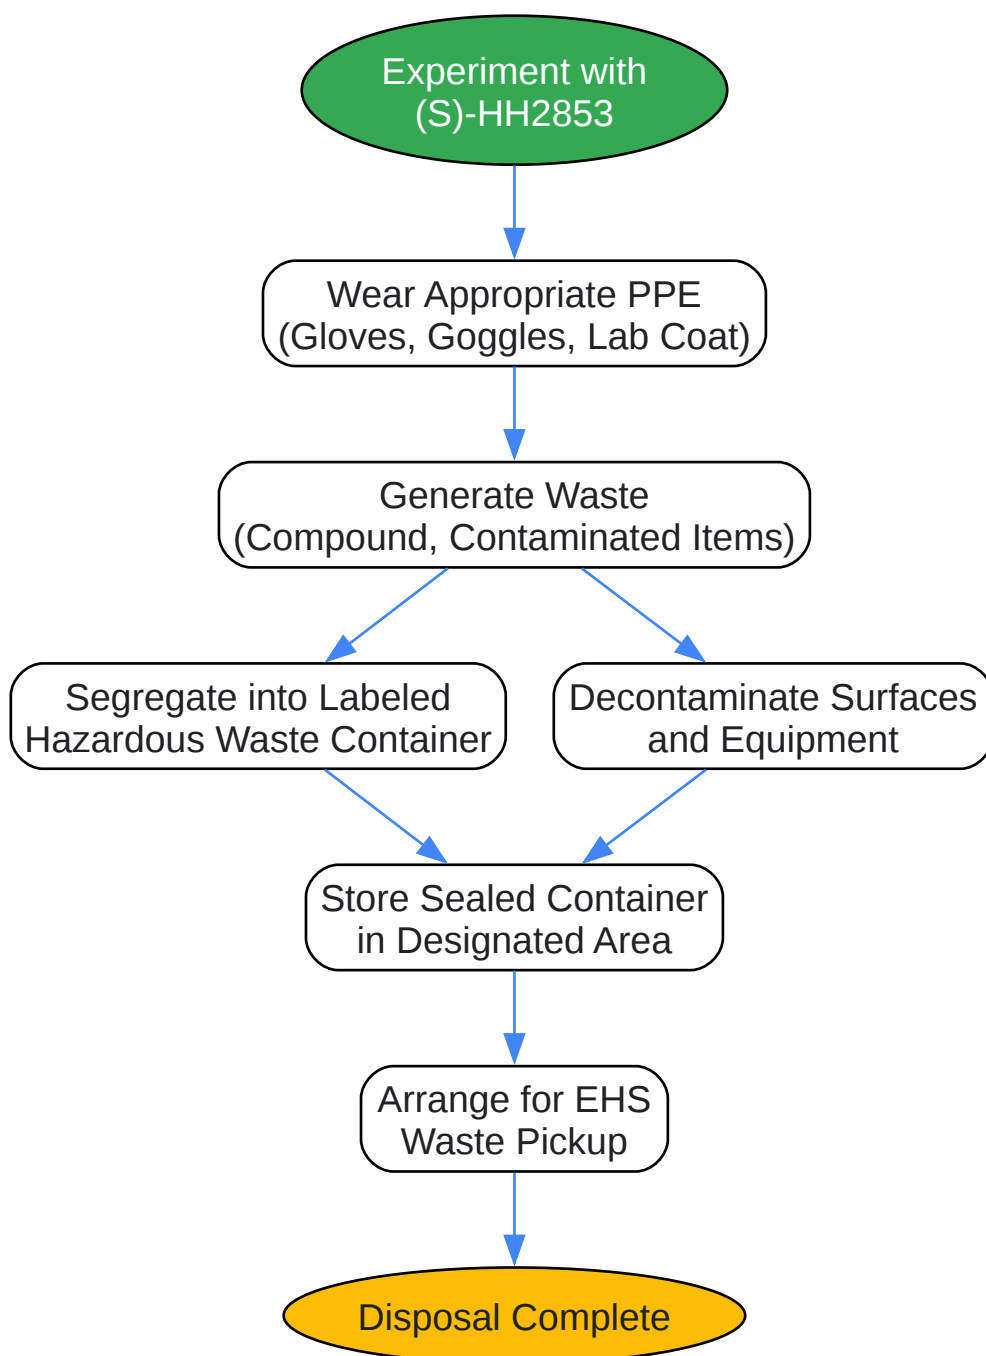 Experiment with
(S)-HH2853
Wear Appropriate PPE
(Gloves, Goggles, Lab Coat)
Generate Waste
(Compound, Contaminated Items)
Segregate into Labeled
Hazardous Waste Container
Decontaminate Surfaces
and Equipment
Store Sealed Container
in Designated Area
Arrange for EHS
Waste Pickup
Disposal Complete